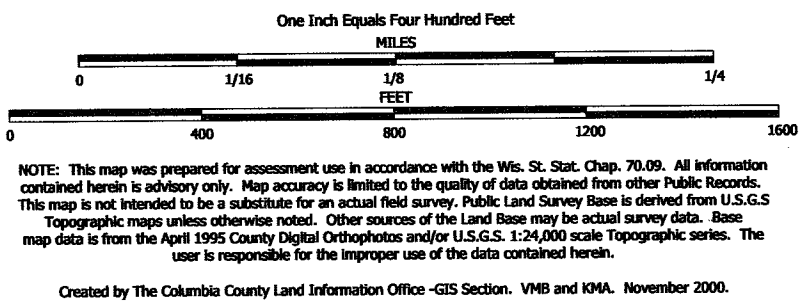 One Inch Equals Four Hundred Feet
MILES
0 1/16 1/8 1/4
FEET
0 400 800 1200 1600
NOTE: This map was prepared for assessment use in accordance with the Wis. St. Stat. Chap. 70.09. All information
contained herein is advisory only. Map accuracy is limited to the quality of data obtained from other Public Records.
This map is not intended to be a substitute for an actual field survey. Public Land Survey Base is derived from U.S.G.S
Topographic maps unless otherwise noted. Other sources of the Land Base may be actual survey data. Base
map data is from the April 1995 County Digital Orthophotos and/or U.S.G.S. 1:24,000 scale Topographic series. The
user is responsible for the improper use of the data contained herein.
Created by The Columbia County Land Information Office -GIS Section. VMB and KMA. November 2000.